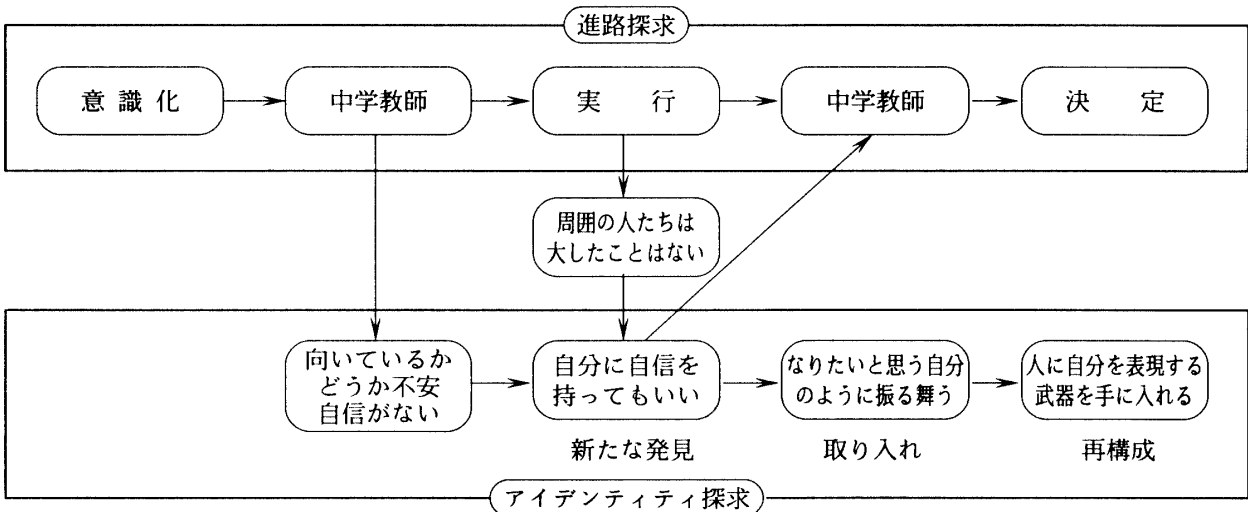 進路探求
意識化
中学教師
実行
中学教師
決定
周囲の人たちは
大したことはない
向いているか
どうか不安
自信がない
自分に自信を
持ってもいい
なりたいと思う自分
のように振る舞う
人に自分を表現する
武器を手に入れる
新たな発見
取り入れ
再構成
アイデンティティ探求